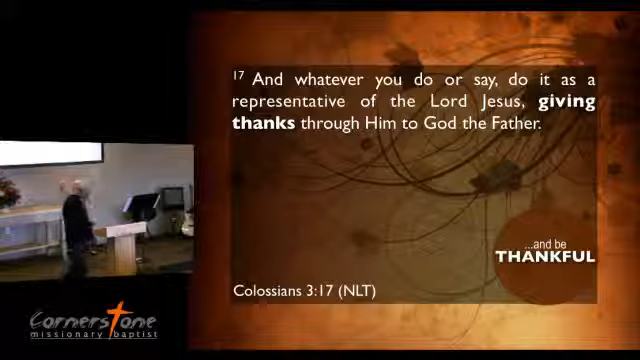 17 And whatever you do or say, do it as a
representative of the Lord Jesus, giving
thanks through Him to God the Father.
...and be
THANKFUL
Colossians 3:17 (NLT)
Cornerstone
missionary baptist